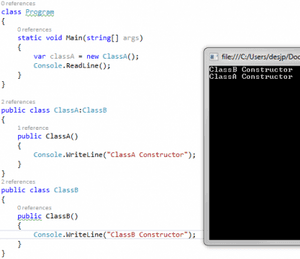 0 references
class Program
{
0 references
static void Main(string[] args)
{
var classA = new ClassA();
Console.ReadLine();
}
}
2 references
public class ClassA:ClassB
{
1 reference
public ClassA()
{
Console.WriteLine("ClassA Constructor");
}
}
2 references
public class ClassB
{
0 references
public ClassB()
{
Console.WriteLine("ClassB Constructor");
}
}
file:///C:/Users/desjp/Doc
ClassB Constructor
ClassA Constructor